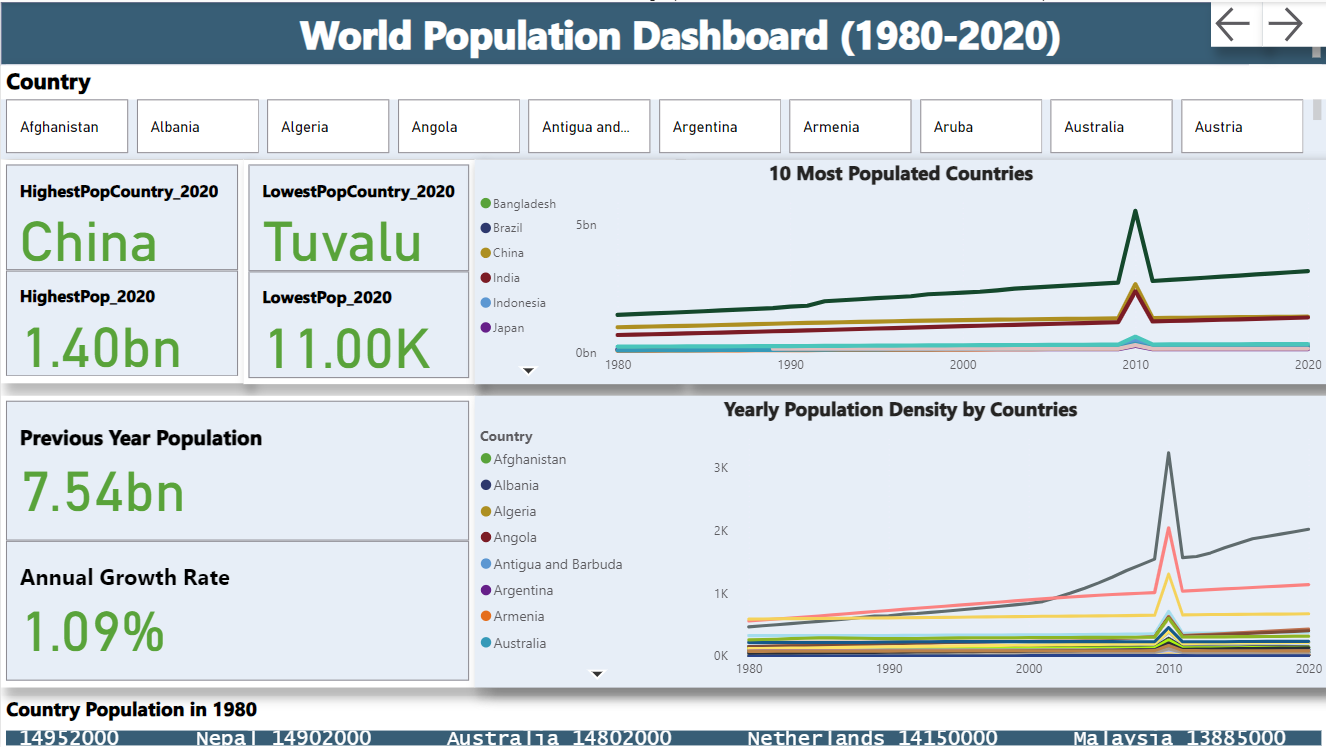 World Population Dashboard (1980-2020)
Country
Afghanistan
Albania
Algeria
Angola
Antigua and...
Argentina
Armenia
Aruba
Australia
Austria
HighestPopCountry_2020
China
LowestPopCountry_2020
Tuvalu
HighestPop_2020
1.40bn
LowestPop_2020
11.00K
10 Most Populated Countries
Bangladesh
Brazil
China
India
Indonesia
Japan
5bn
0bn
1980 1990 2000 2010 2020
Previous Year Population
7.54bn
Annual Growth Rate
1.09%
Yearly Population Density by Countries
Country
Afghanistan
Albania
Algeria
Angola
Antigua and Barbuda
Argentina
Armenia
Australia
3K
2K
1K
0K
1980 1990 2000 2010 2020
Country Population in 1980
14952000 Nepal 14902000 Australia 14802000 Netherlands 14150000 Malaysia 13885000